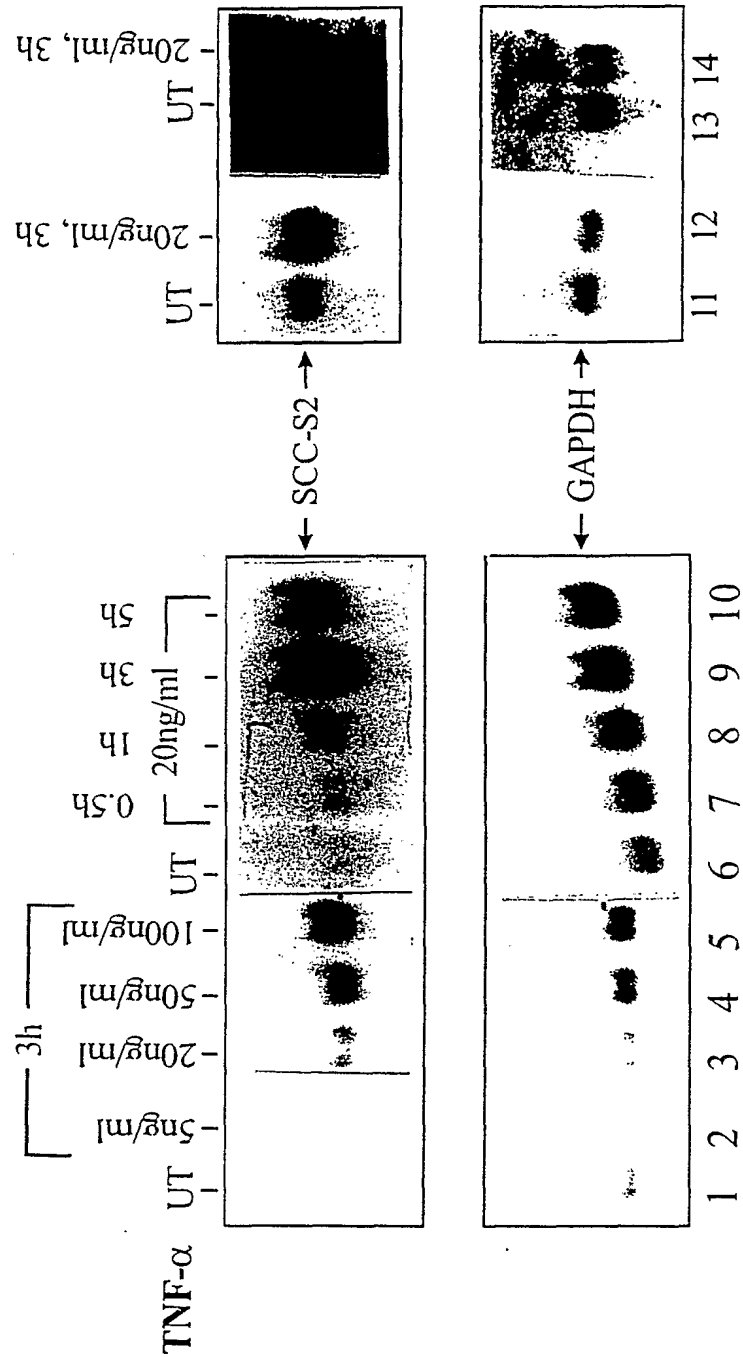 TNF-α
3h
UT
5ng/ml
20ng/ml
50ng/ml
100ng/ml
UT
20ng/ml
0.5h
1h
3h
5h
UT
20ng/ml, 3h
UT
20ng/ml, 3h
SCC-S2
GAPDH
1 2 3 4 5 6 7 8 9 10 11 12 13 14